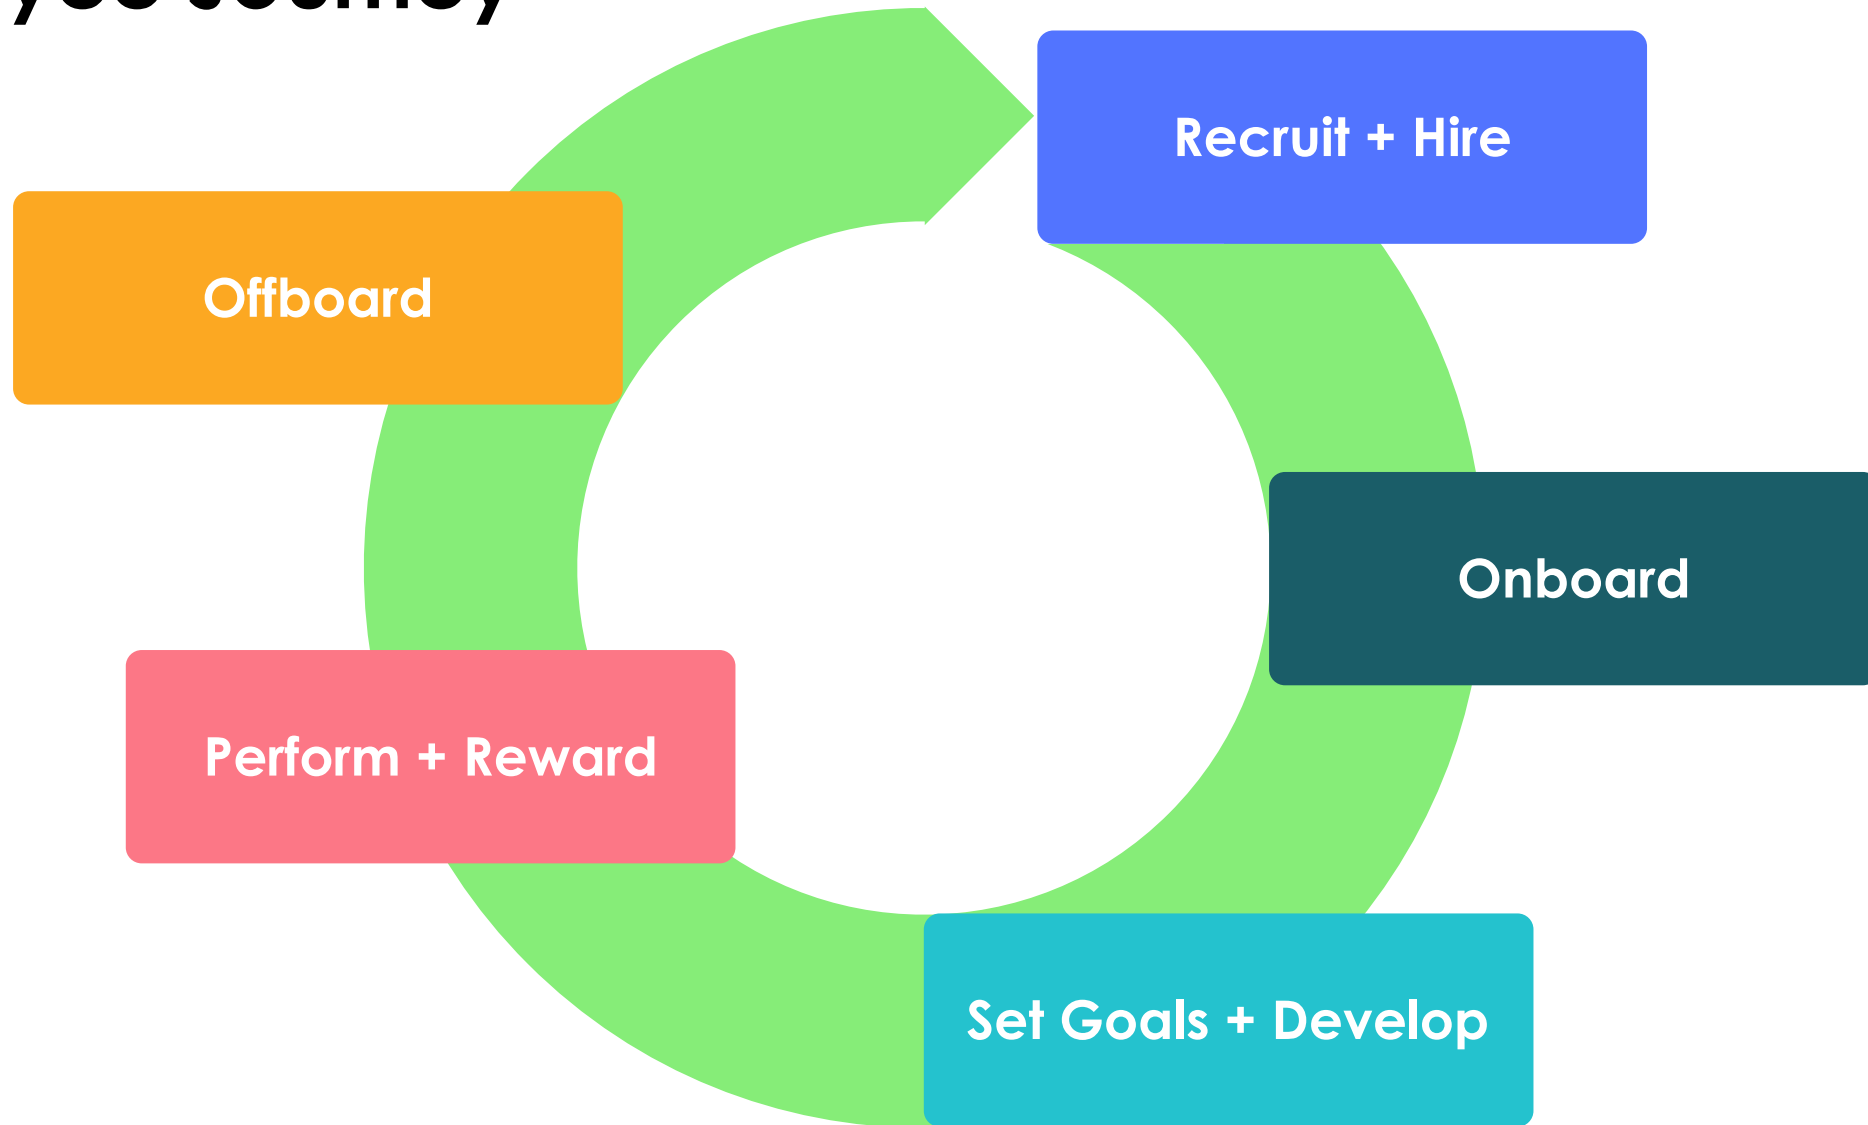 Recruit + Hire
Offboard
Onboard
Perform + Reward
Set Goals + Develop